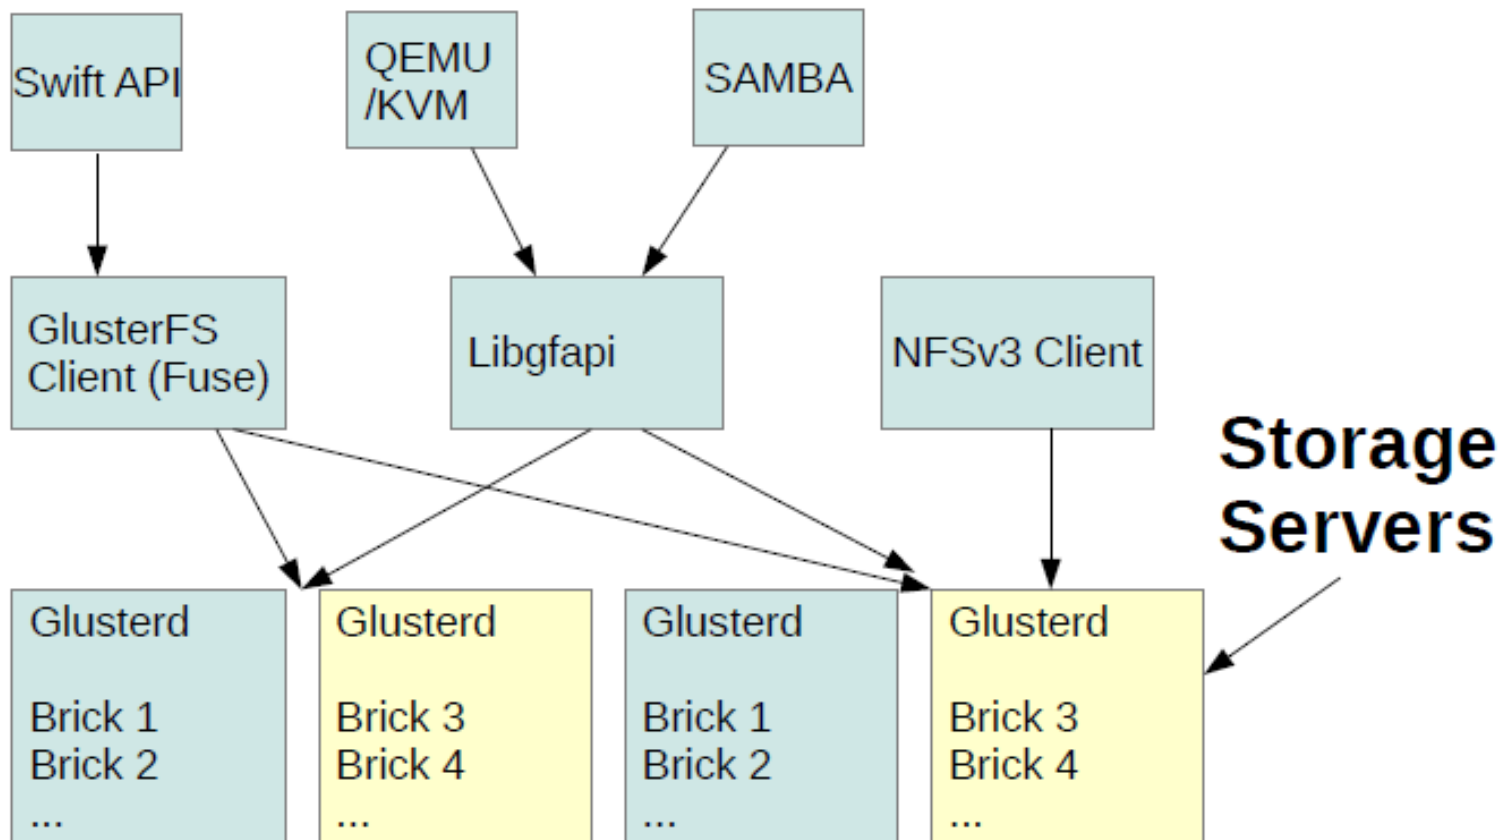 Swift API
QEMU
/KVM
SAMBA
GlusterFS
Client (Fuse)
Libgfapi
NFSv3 Client
Storage
Servers
Glusterd
Brick 1
Brick 2
...
Glusterd
Brick 3
Brick 4
...
Glusterd
Brick 1
Brick 2
...
Glusterd
Brick 3
Brick 4
...